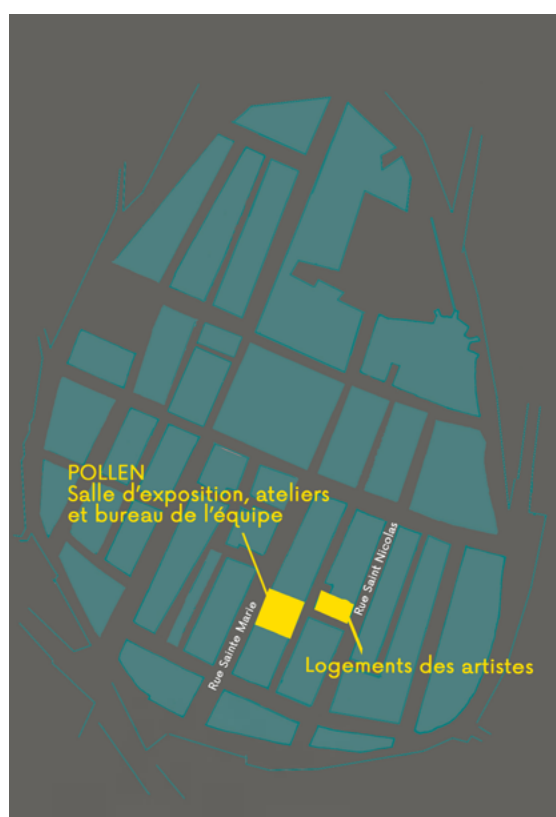 POLLEN
Salle d'exposition, ateliers
et bureau de l'équipe
Rue Saint Nicolas
Rue Sainte Marie
Logements des artistes